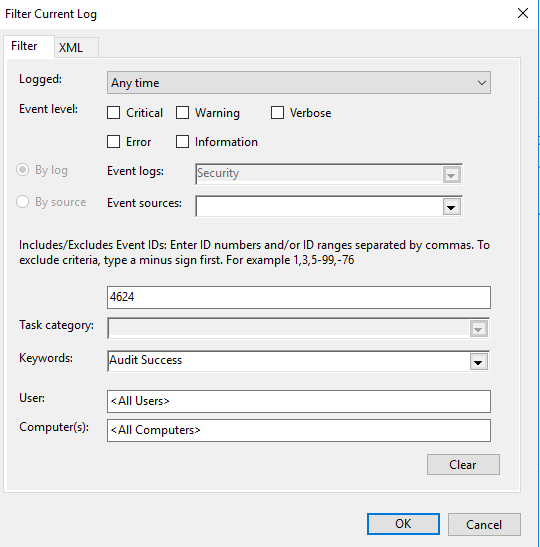 Filter Current Log
Filter XML
Logged: Any time
Event level: Critical Warning Verbose
Error Information
By log Event logs: Security
By source Event sources:
Includes/Excludes Event IDs: Enter ID numbers and/or ID ranges separated by commas. To
exclude criteria, type a minus sign first. For example 1,3,5-99,-76
4624
Task category:
Keywords: Audit Success
User: <All Users>
Computer(s): <All Computers>
Clear
OK Cancel